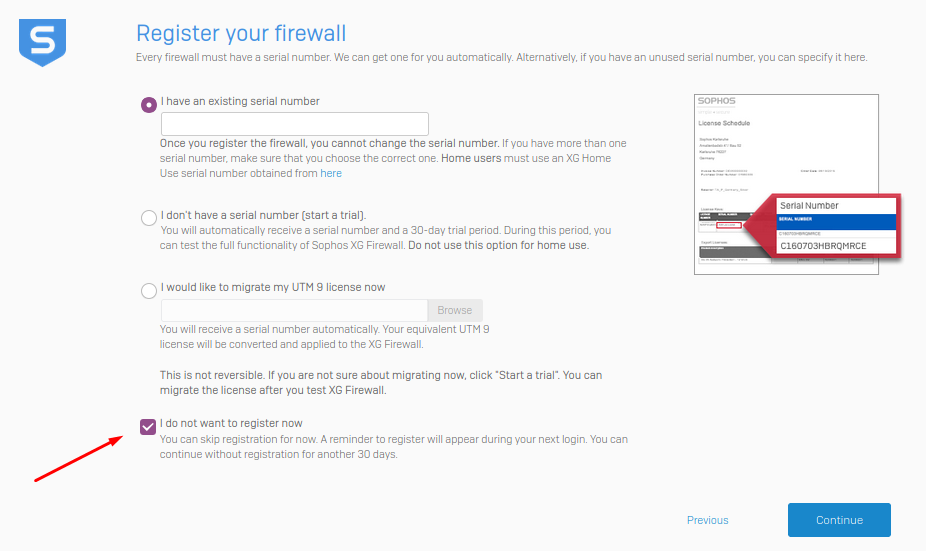 S
Register your firewall
Every firewall must have a serial number. We can get one for you automatically. Alternatively, if you have an unused serial number, you can specify it here.
I have an existing serial number
Once you register the firewall, you cannot change the serial number. If you have more than one
serial number, make sure that you choose the correct one. Home users must use an XG Home
Use serial number obtained from here
I don't have a serial number (start a trial).
You will automatically receive a serial number and a 30-day trial period. During this period, you
can test the full functionality of Sophos XG Firewall. Do not use this option for home use.
I would like to migrate my UTM 9 license now
Browse
You will receive a serial number automatically. Your equivalent UTM 9
license will be converted and applied to the XG Firewall.
This is not reversible. If you are not sure about migrating now, click "Start a trial". You can
migrate the license after you test XG Firewall.
I do not want to register now
You can skip registration for now. A reminder to register will appear during your next login. You can
continue without registration for another 30 days.
SOPHOS
License Schedule
Germany
License Name
Serial Number
SERIAL NUMBER
C160703HBRQMRCE
C160703HBRQMRCE
Previous
Continue